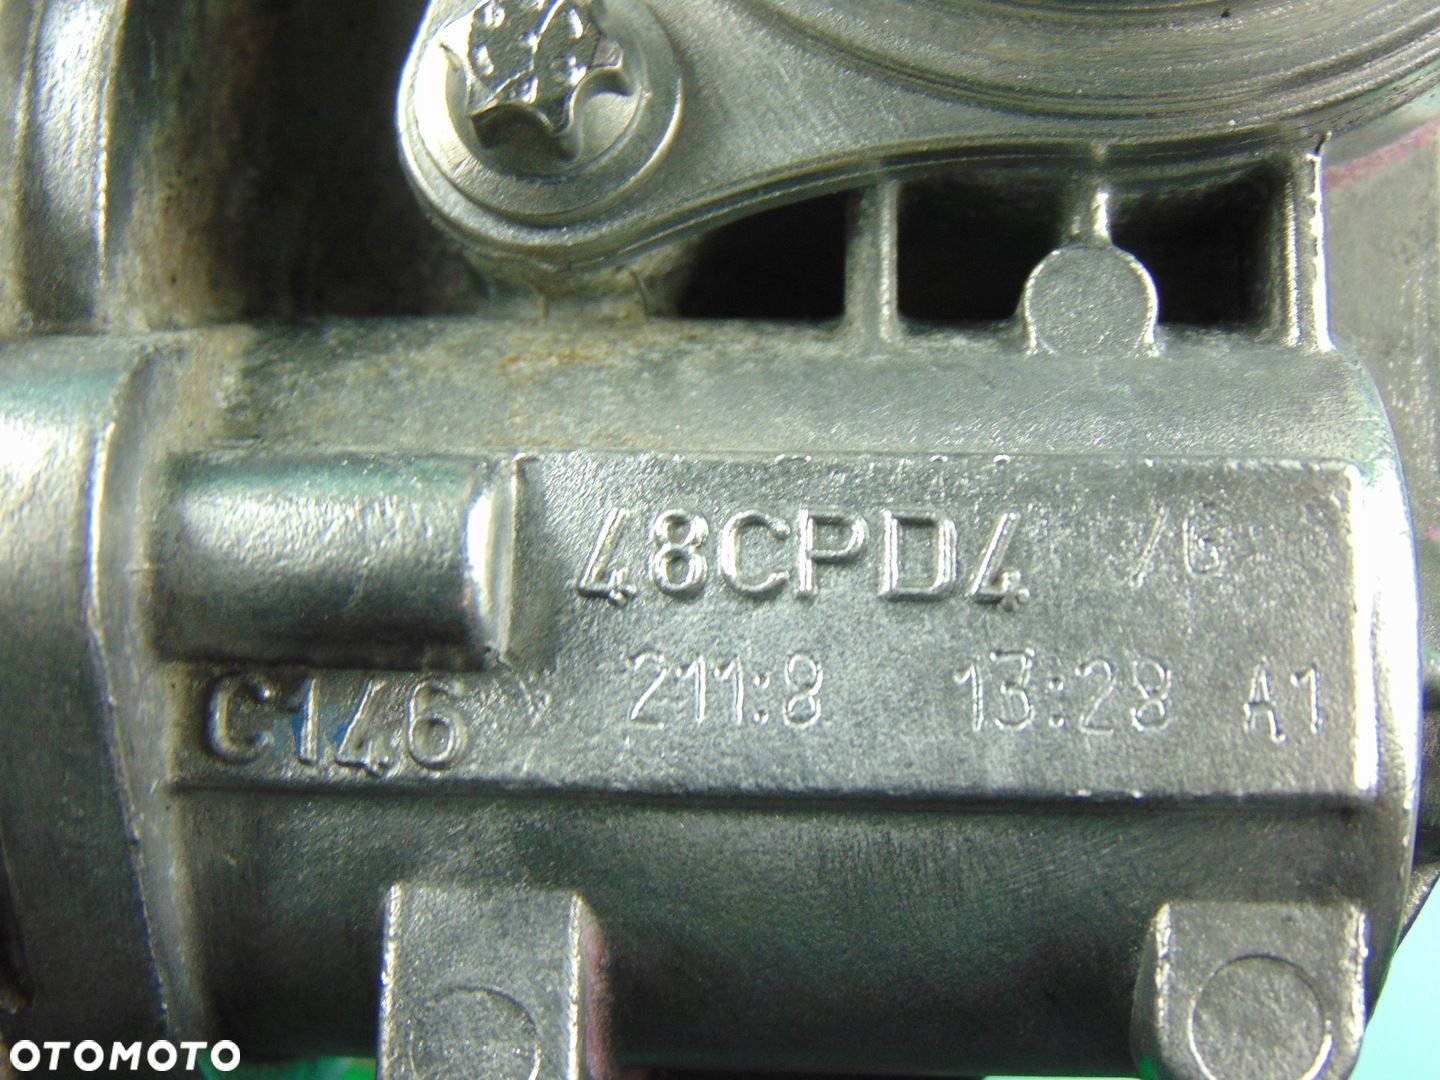 48CPD4 /G
211:8 13:28 A1
C146
OTOMOTO